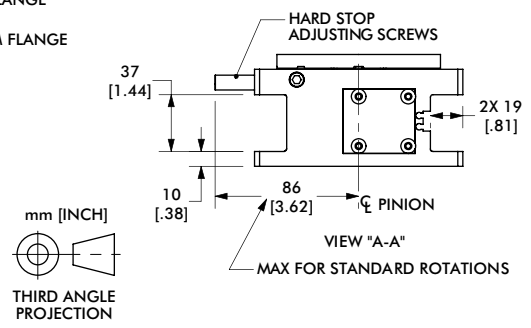 FLANGE
M FLANGE
HARD STOP
ADJUSTING SCREWS
37
[1.44]
2X 19
[.81]
10
[.38]
86
[3.62]
℄ PINION
mm [INCH]
VIEW "A-A"
MAX FOR STANDARD ROTATIONS
THIRD ANGLE
PROJECTION